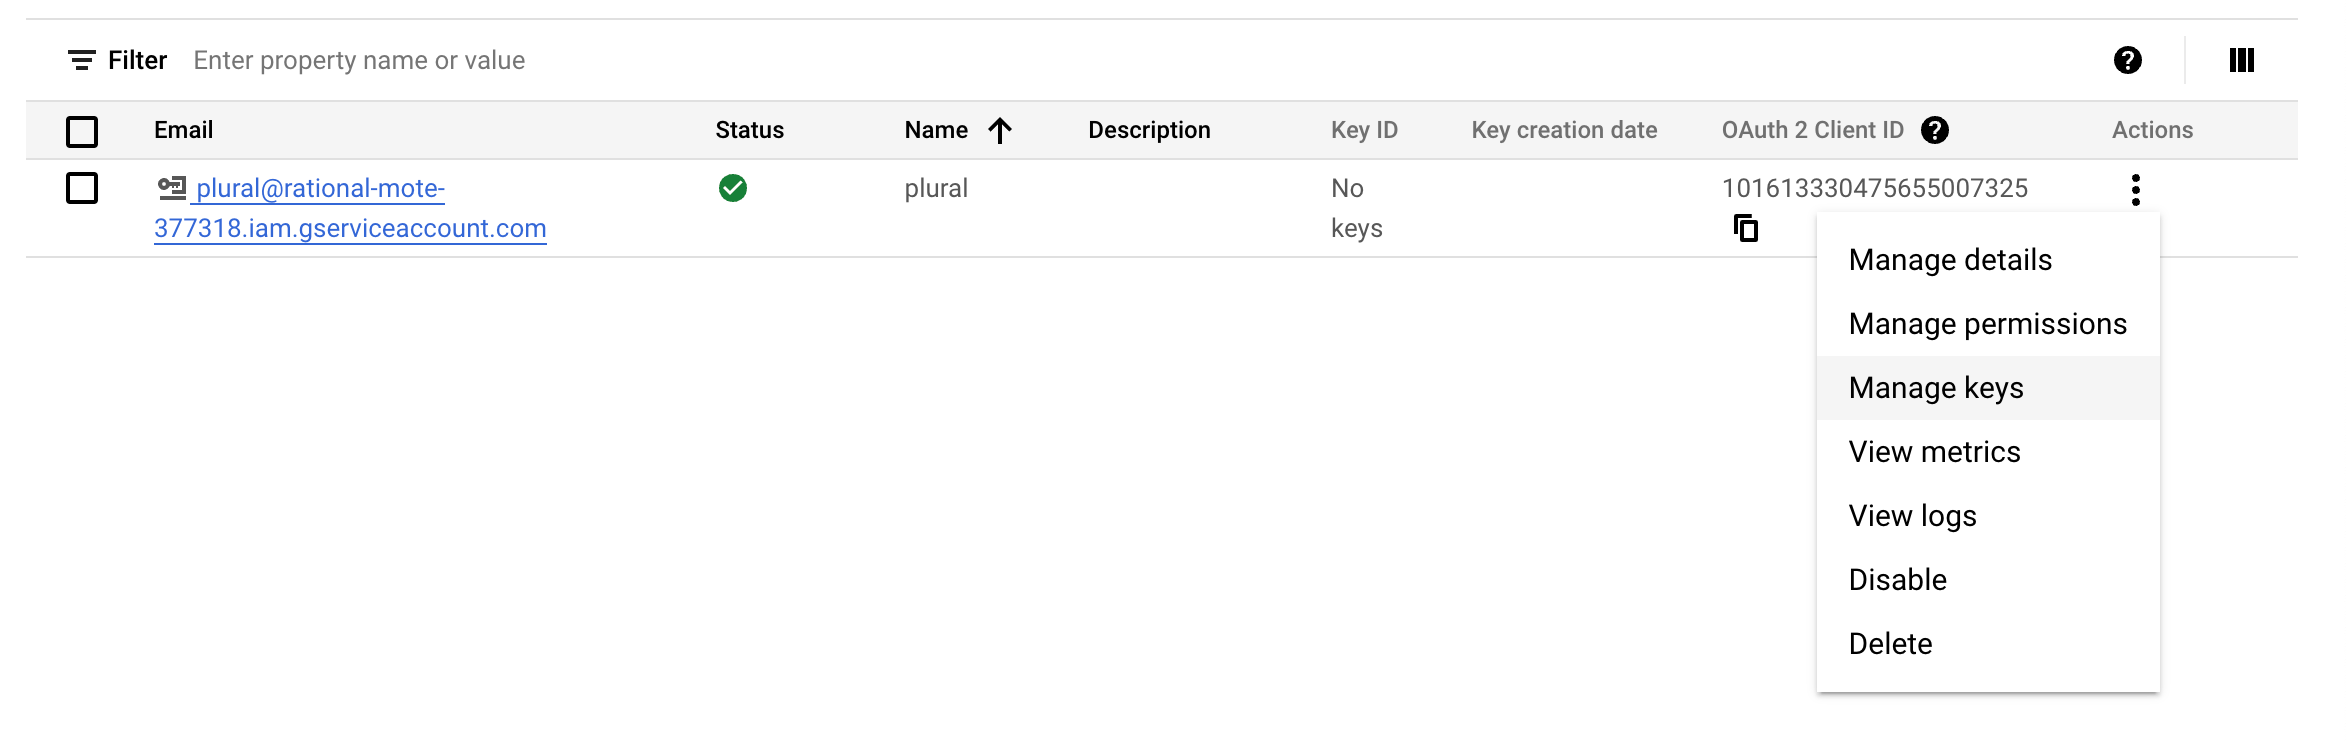 Filter Enter property name or value
Email Status Name Description Key ID Key creation date OAuth 2 Client ID Actions
plural@rational-mote- plural No 101613330475655007325
377318.iam.gserviceaccount.com keys
Manage details
Manage permissions
Manage keys
View metrics
View logs
Disable
Delete